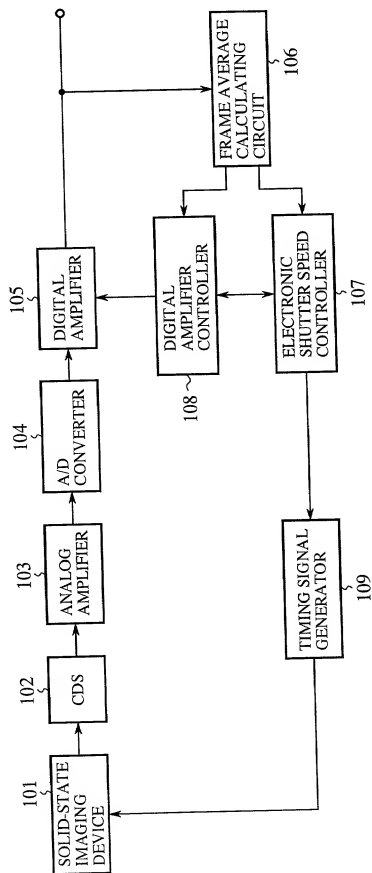 101
SOLID-STATE
IMAGING
DEVICE
102
CDS
103
ANALOG
AMPLIFIER
104
A/D
CONVERTER
105
DIGITAL
AMPLIFIER
FRAME AVERAGE
CALCULATING
CIRCUIT
106
DIGITAL
AMPLIFIER
CONTROLLER
108
ELECTRONIC
SHUTTER SPEED
CONTROLLER
107
TIMING SIGNAL
GENERATOR
109